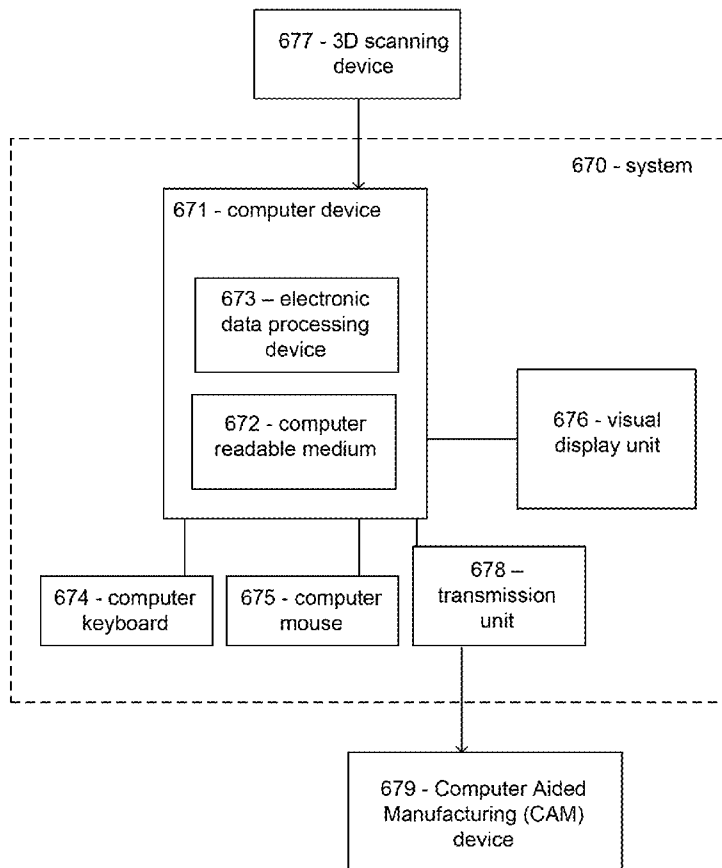 677 - 3D scanning
device
670 - system
671 - computer device
673 – electronic
data processing
device
672 - computer
readable medium
676 - visual
display unit
674 - computer
keyboard
675 - computer
mouse
678 –
transmission
unit
679 - Computer Aided
Manufacturing (CAM)
device